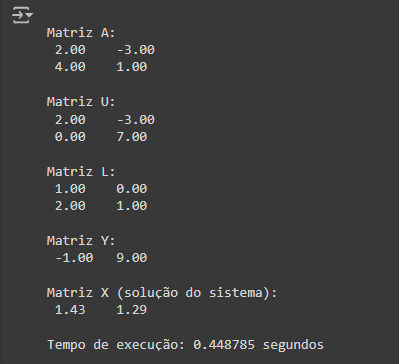 Matriz A:
2.00 -3.00
4.00 1.00
Matriz U:
2.00 -3.00
0.00 7.00
Matriz L:
1.00 0.00
2.00 1.00
Matriz Y:
-1.00 9.00
Matriz X (solução do sistema):
1.43 1.29
Tempo de execução: 0.448785 segundos